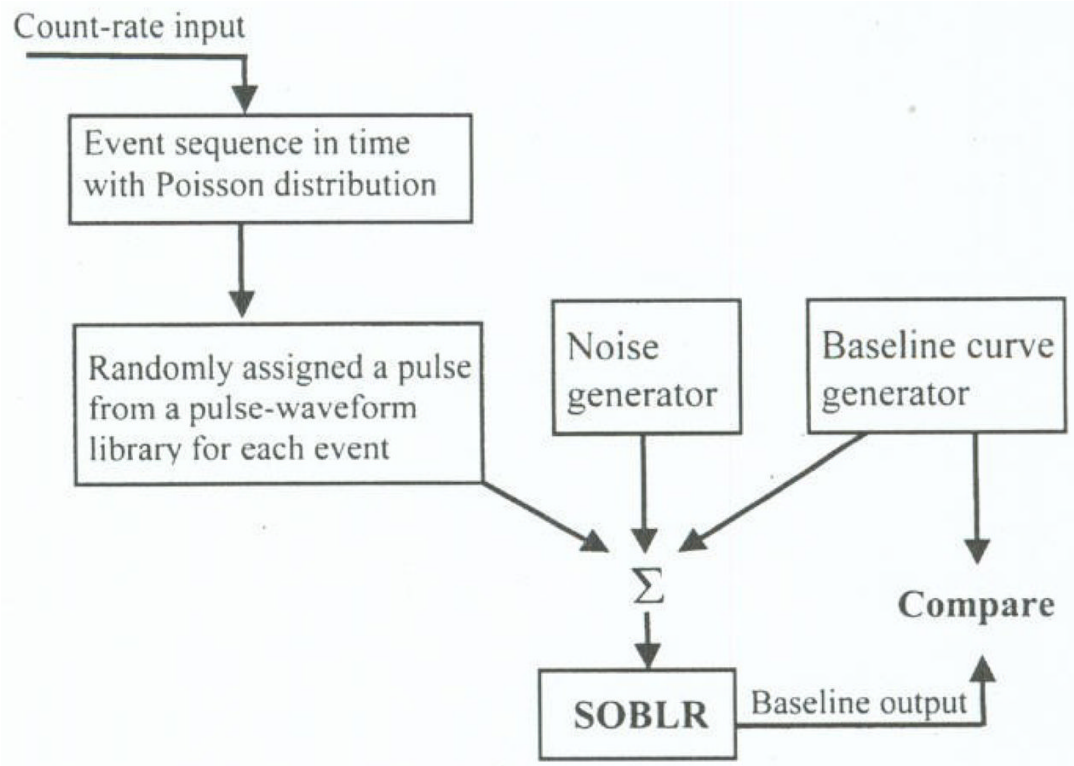 Count-rate input
Event sequence in time
with Poisson distribution
Randomly assigned a pulse
from a pulse-waveform
library for each event
Noise
generator
Baseline curve
generator
Σ
Compare
SOBLR
Baseline output